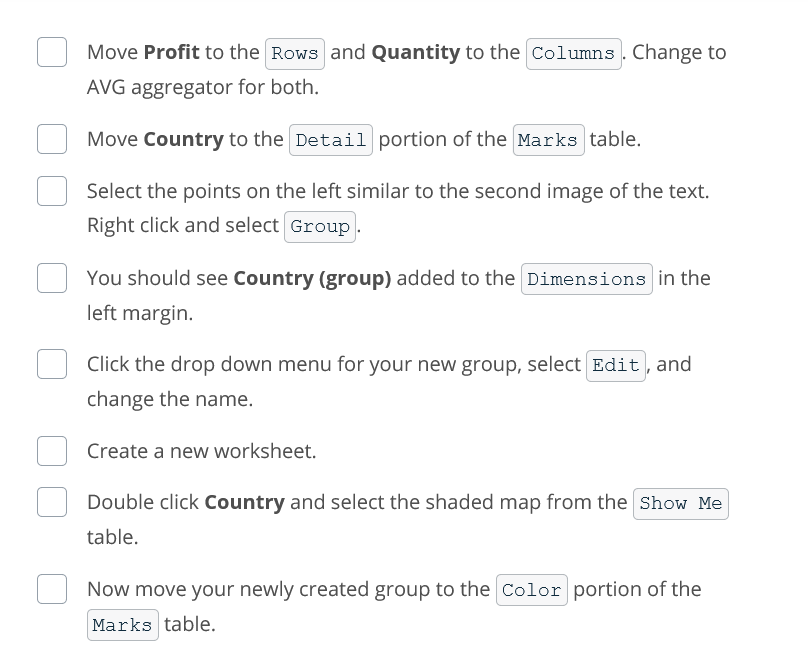 Move Profit to the Rows and Quantity to the Columns. Change to
AVG aggregator for both.
Move Country to the Detail portion of the Marks table.
Select the points on the left similar to the second image of the text.
Right click and select Group.
You should see Country (group) added to the Dimensions in the
left margin.
Click the drop down menu for your new group, select Edit, and
change the name.
Create a new worksheet.
Double click Country and select the shaded map from the Show Me
table.
Now move your newly created group to the Color portion of the
Marks table.